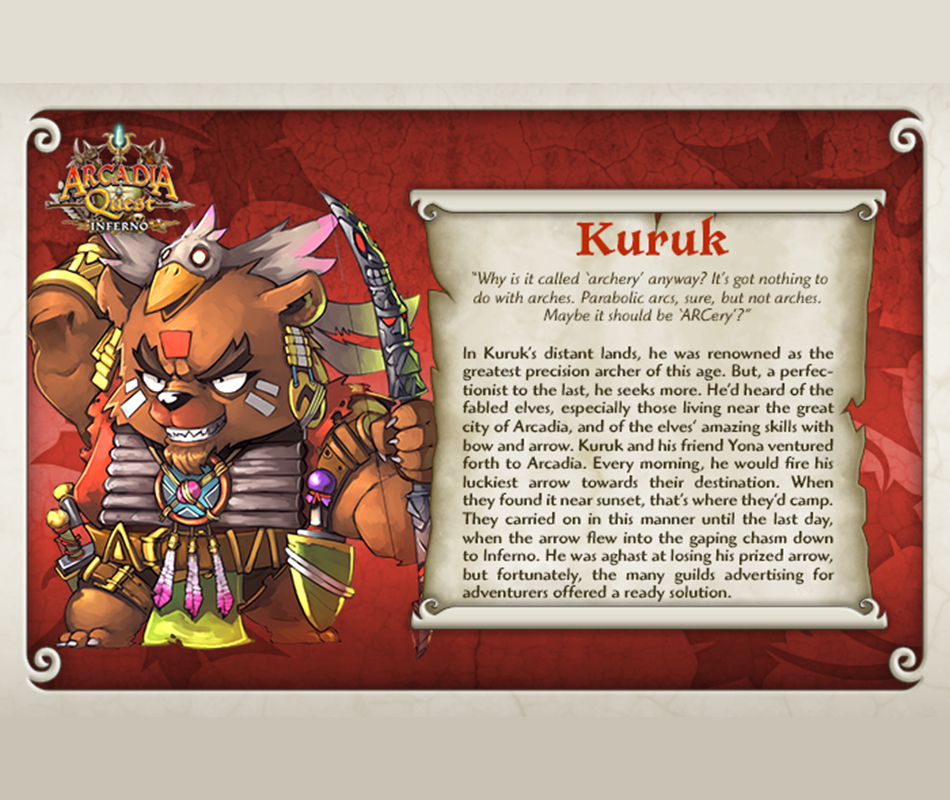 ARCADIA
Quest
INFERNO
Kuruk
"Why is it called 'archery' anyway? It's got nothing to
do with arches. Parabolic arcs, sure, but not arches.
Maybe it should be 'ARCery'?"
In Kuruk's distant lands, he was renowned as the
greatest precision archer of this age. But, a perfec-
tionist to the last, he seeks more. He'd heard of the
fabled elves, especially those living near the great
city of Arcadia, and of the elves' amazing skills with
bow and arrow. Kuruk and his friend Yona ventured
forth to Arcadia. Every morning, he would fire his
luckiest arrow towards their destination. When
they found it near sunset, that's where they'd camp.
They carried on in this manner until the last day,
when the arrow flew into the gaping chasm down
to Inferno. He was aghast at losing his prized arrow,
but fortunately, the many guilds advertising for
adventurers offered a ready solution.